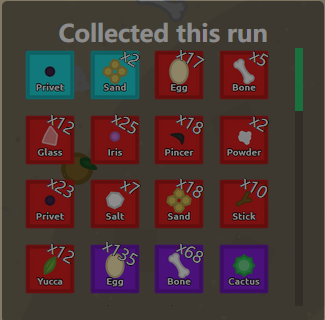 Collected this run
Privet
x2 Sand
x17 Egg
x5 Bone
x12 Glass
x25 Iris
x18 Pincer
x2 Powder
x23 Privet
x7 Salt
x18 Sand
x10 Stick
x12 Yucca
x135 Egg
x68 Bone
Cactus